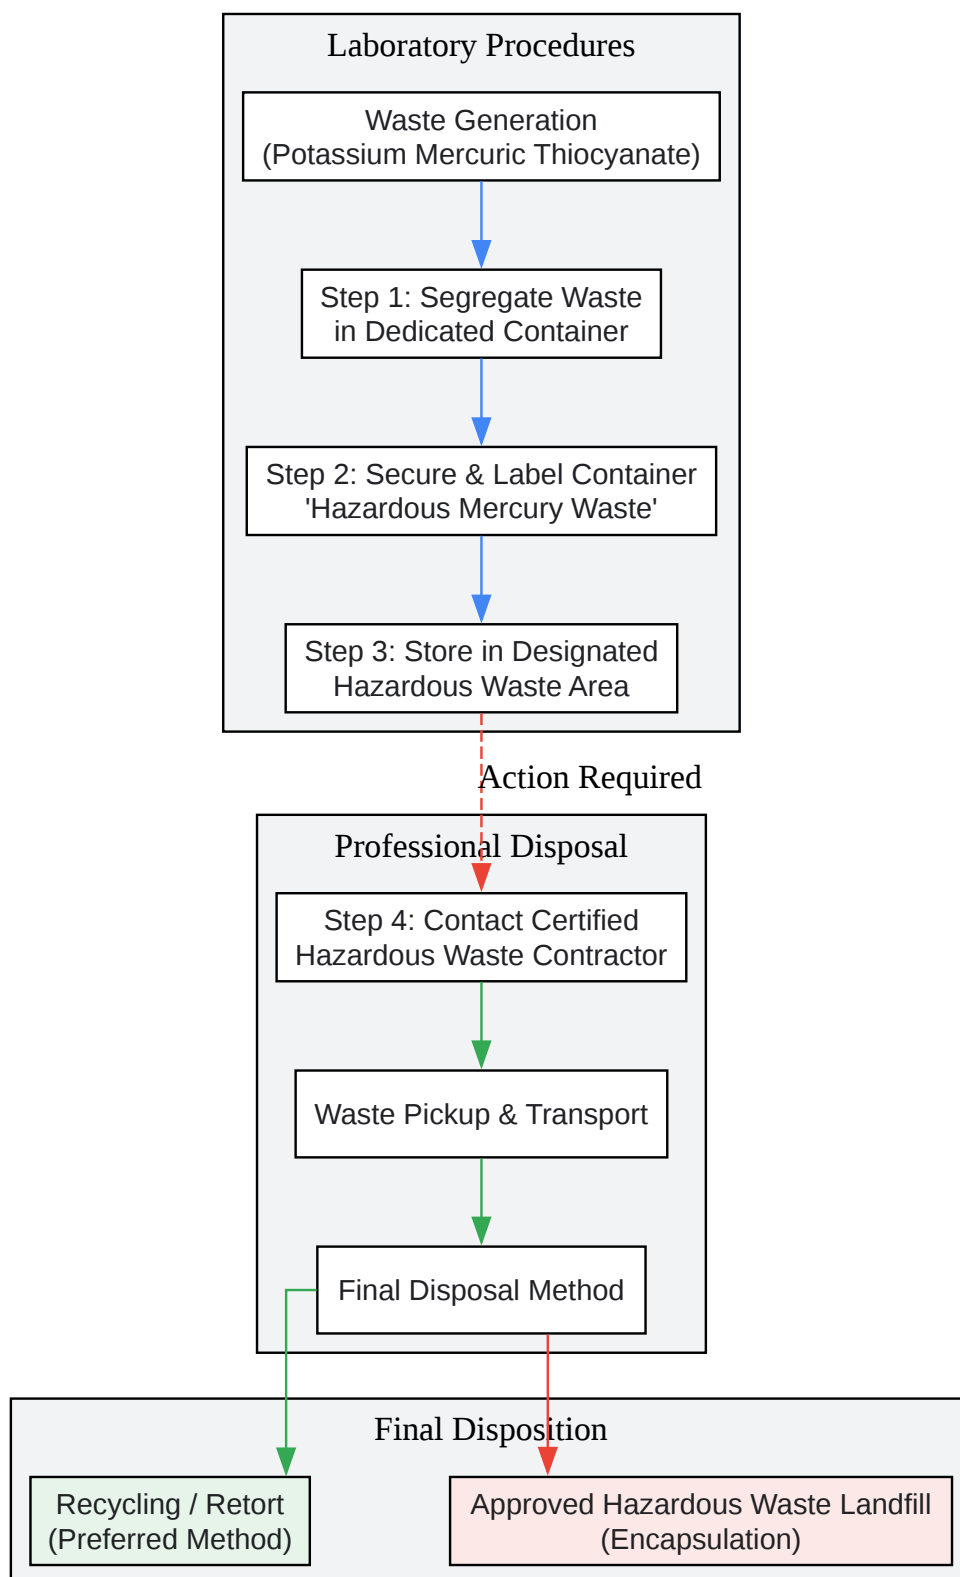 Laboratory Procedures
Waste Generation
(Potassium Mercuric Thiocyanate)
Step 1: Segregate Waste
in Dedicated Container
Step 2: Secure & Label Container
'Hazardous Mercury Waste'
Step 3: Store in Designated
Hazardous Waste Area
Action Required
Professional Disposal
Step 4: Contact Certified
Hazardous Waste Contractor
Waste Pickup & Transport
Final Disposal Method
Final Disposition
Recycling / Retort
(Preferred Method)
Approved Hazardous Waste Landfill
(Encapsulation)